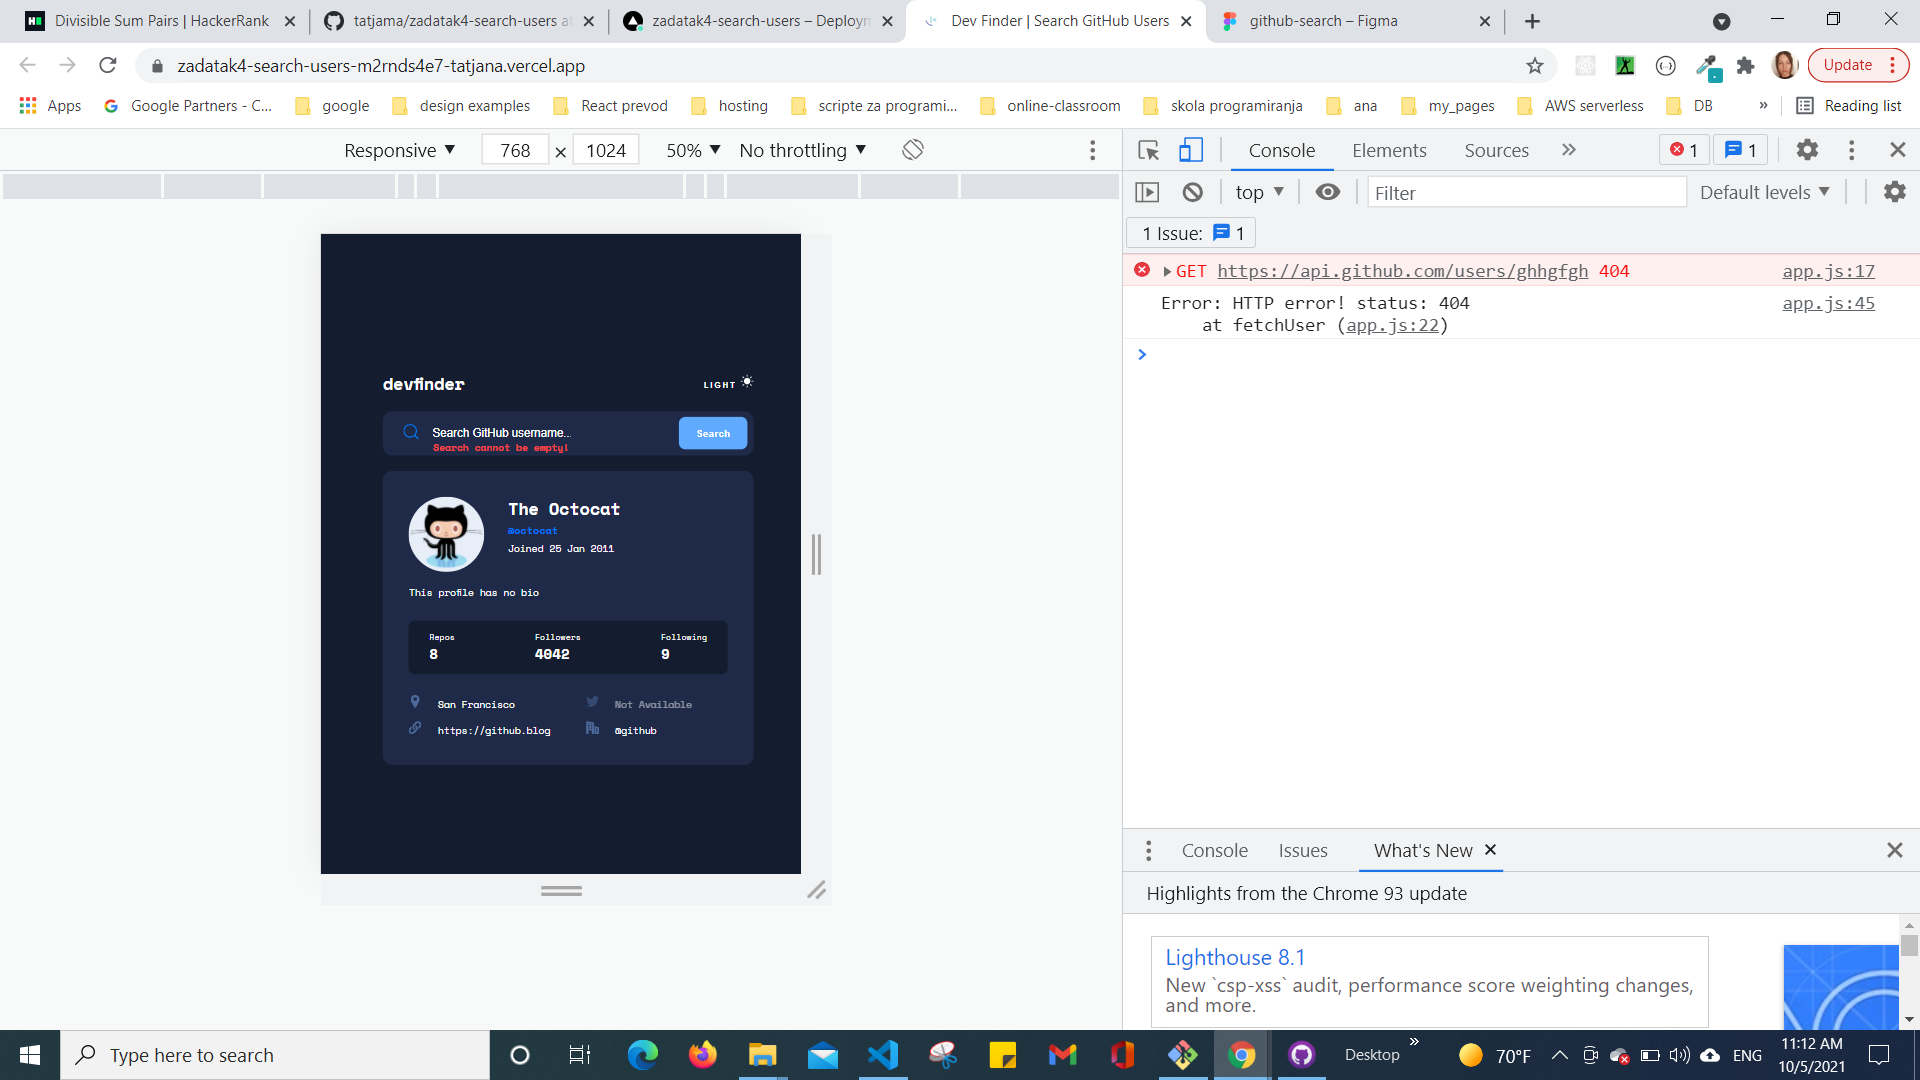 Divisible Sum Pairs | HackerRank
tatjama/zadatak4-search-users a
zadatak4-search-users – Deployn
Dev Finder | Search GitHub Users
github-search – Figma
zadatak4-search-users-m2rnds4e7-tatjana.vercel.app
Update
Apps
Google Partners - C...
google
design examples
React prevod
hosting
scripte za programi...
online-classroom
skola programiranja
ana
my_pages
AWS serverless
DB
»
Reading list
Responsive
768
×
1024
50%
No throttling
Console
Elements
Sources
»
1
1
top
Filter
Default levels
1 Issue:
1
GET https://api.github.com/users/ghhgfgh 404
app.js:17
Error: HTTP error! status: 404
app.js:45
at fetchUser (app.js:22)
devfinder
LIGHT
Search GitHub username...
Search cannot be empty!
Search
The Octocat
@octocat
Joined 25 Jan 2011
This profile has no bio
Repos
Followers
Following
8
4042
9
San Francisco
Not Available
https://github.blog
@github
Console
Issues
What's New
Highlights from the Chrome 93 update
Lighthouse 8.1
New `csp-xss` audit, performance score weighting changes,
and more.
Type here to search
Desktop
»
70°F
ENG
11:12 AM
10/5/2021